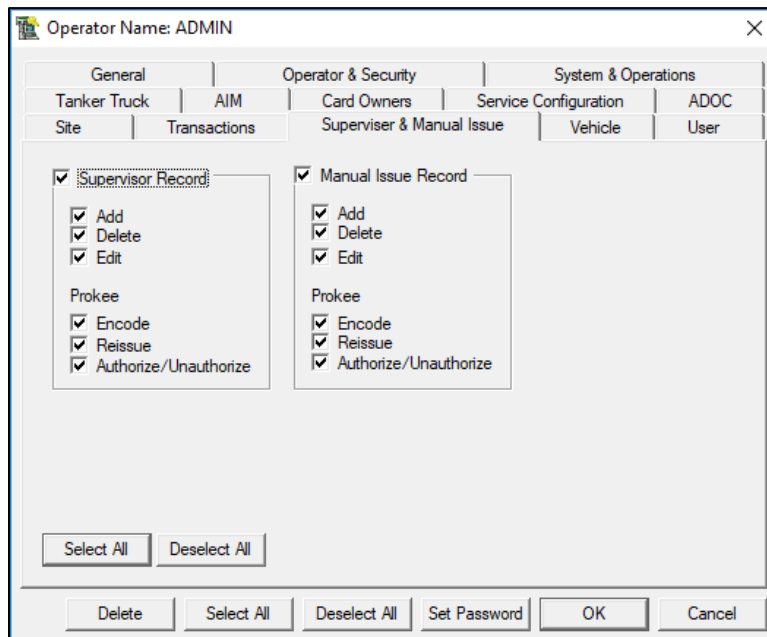 Operator Name: ADMIN
General Operator & Security System & Operations
Tanker Truck AIM Card Owners Service Configuration ADOC
Site Transactions Superviser & Manual Issue Vehicle User
Supervisor Record Manual Issue Record
Add Add
Delete Delete
Edit Edit
Prokee Prokee
Encode Encode
Reissue Reissue
Authorize/Unauthorize Authorize/Unauthorize
Select All Deselect All
Delete Select All Deselect All Set Password OK Cancel